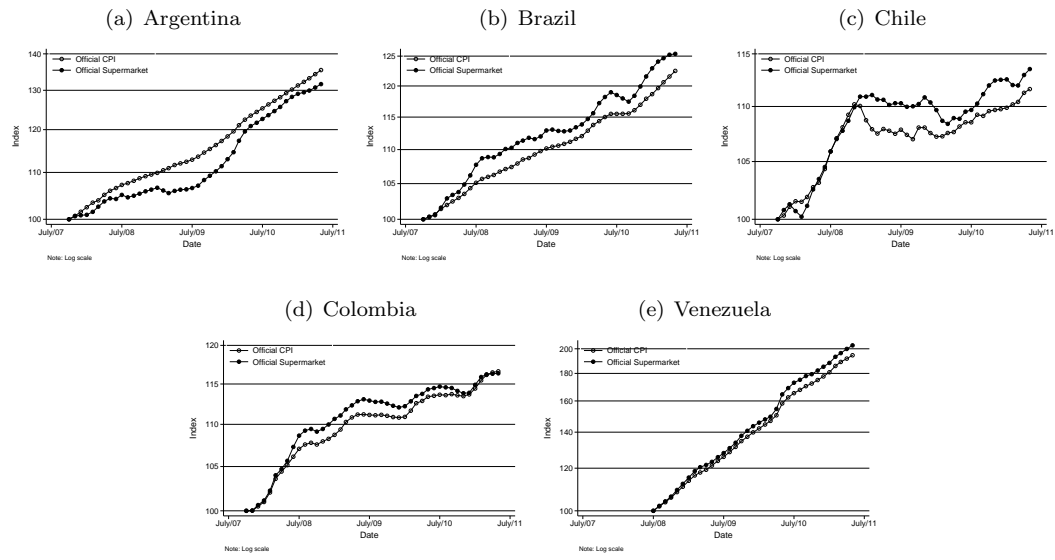 (a) Argentina
(b) Brazil
(c) Chile
140
130
120
110
100
Index
Official CPI
Official Supermarket
July/07 July/08 July/09 July/10 July/11
Date
Note: Log scale
125
120
115
110
105
100
Index
Official CPI
Official Supermarket
July/07 July/08 July/09 July/10 July/11
Date
Note: Log scale
115
110
105
100
Index
Official CPI
Official Supermarket
July/07 July/08 July/09 July/10 July/11
Date
Note: Log scale
(d) Colombia
(e) Venezuela
120
115
110
105
100
Index
Official CPI
Official Supermarket
July/07 July/08 July/09 July/10 July/11
Date
Note: Log scale
200
180
160
140
120
100
Index
Official CPI
Official Supermarket
July/07 July/08 July/09 July/10 July/11
Date
Note: Log scale